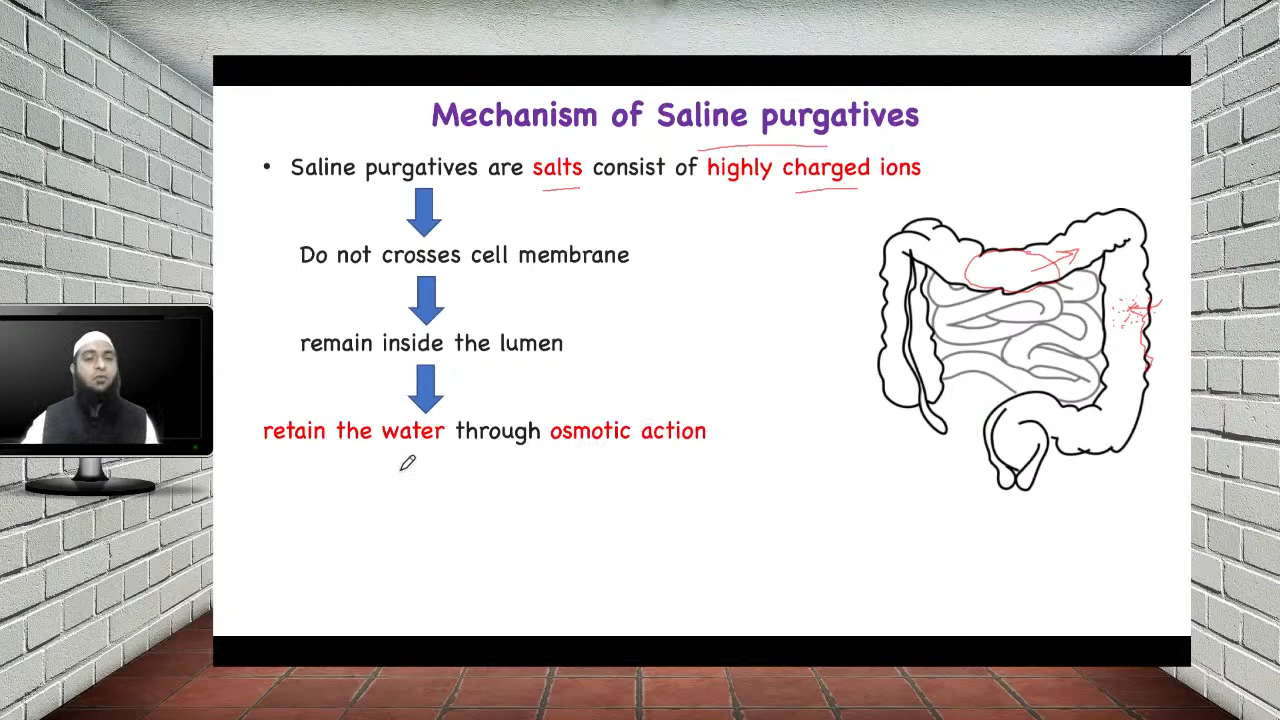 Mechanism of Saline purgatives
• Saline purgatives are salts consist of highly charged ions
Do not crosses cell membrane
remain inside the lumen
retain the water through osmotic action